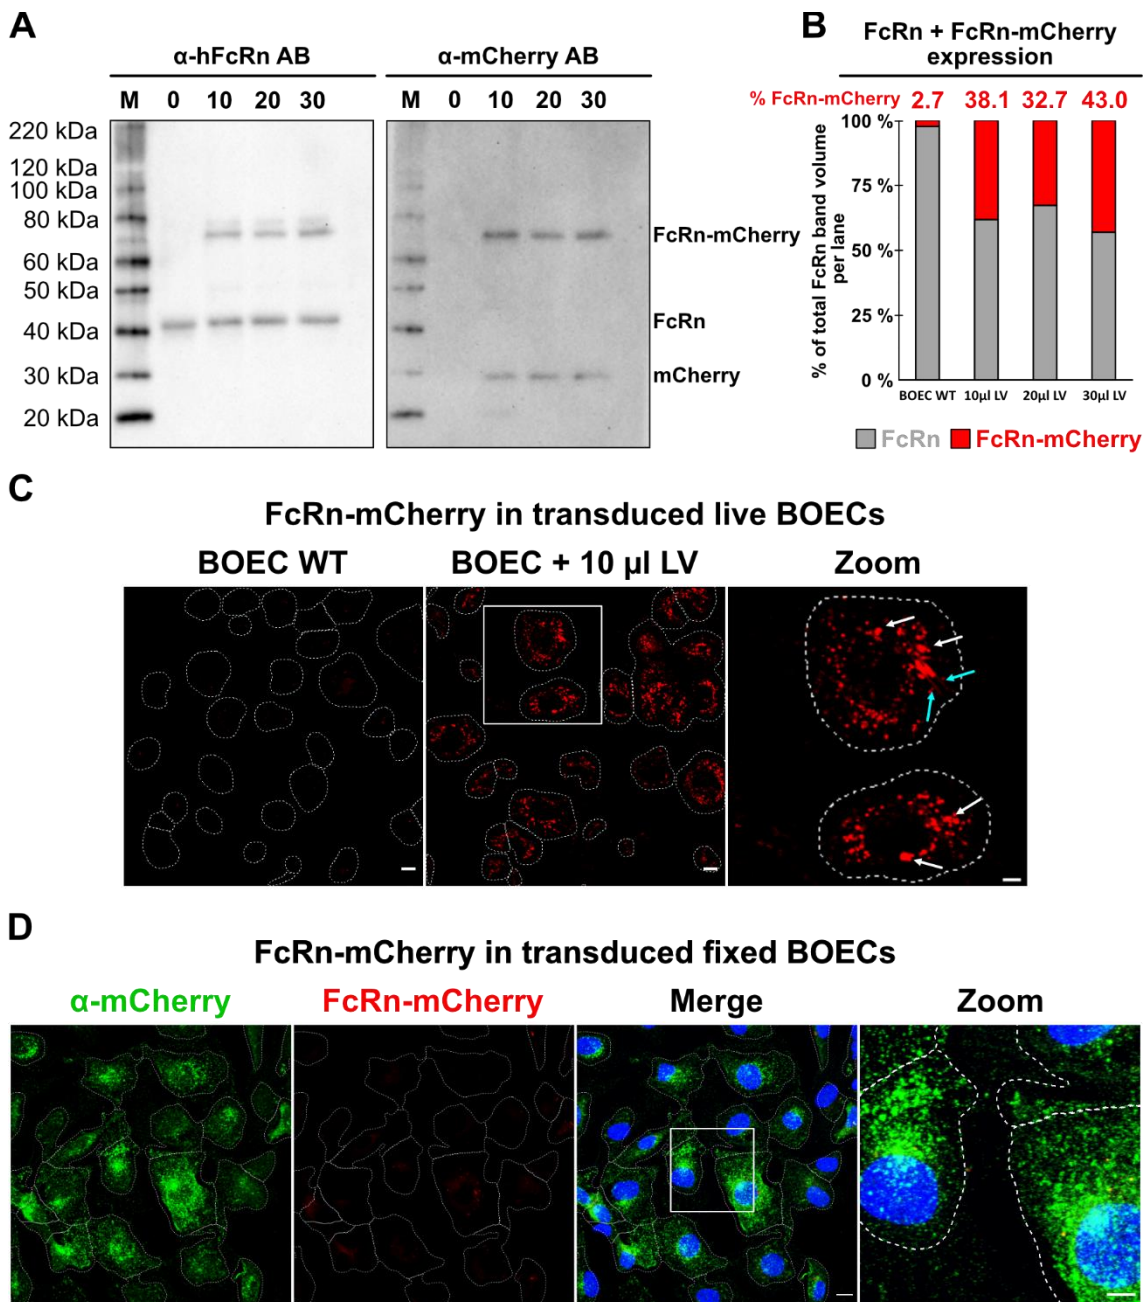 A
α-hFcRn AB
α-mCherry AB
M 0 10 20 30
M 0 10 20 30
220 kDa
120 kDa
100 kDa
80 kDa
60 kDa
50 kDa
40 kDa
30 kDa
20 kDa
FcRn-mCherry
FcRn
mCherry
B
FcRn + FcRn-mCherry
expression
% FcRn-mCherry 2.7 38.1 32.7 43.0
% of total FcRn band volume
per lane
100 %
75 %
50 %
25 %
0 %
BOEC WT 10µl LV 20µl LV 30µl LV
FcRn FcRn-mCherry
C
FcRn-mCherry in transduced live BOECs
BOEC WT
BOEC + 10 µl LV
Zoom
D
FcRn-mCherry in transduced fixed BOECs
α-mCherry
FcRn-mCherry
Merge
Zoom